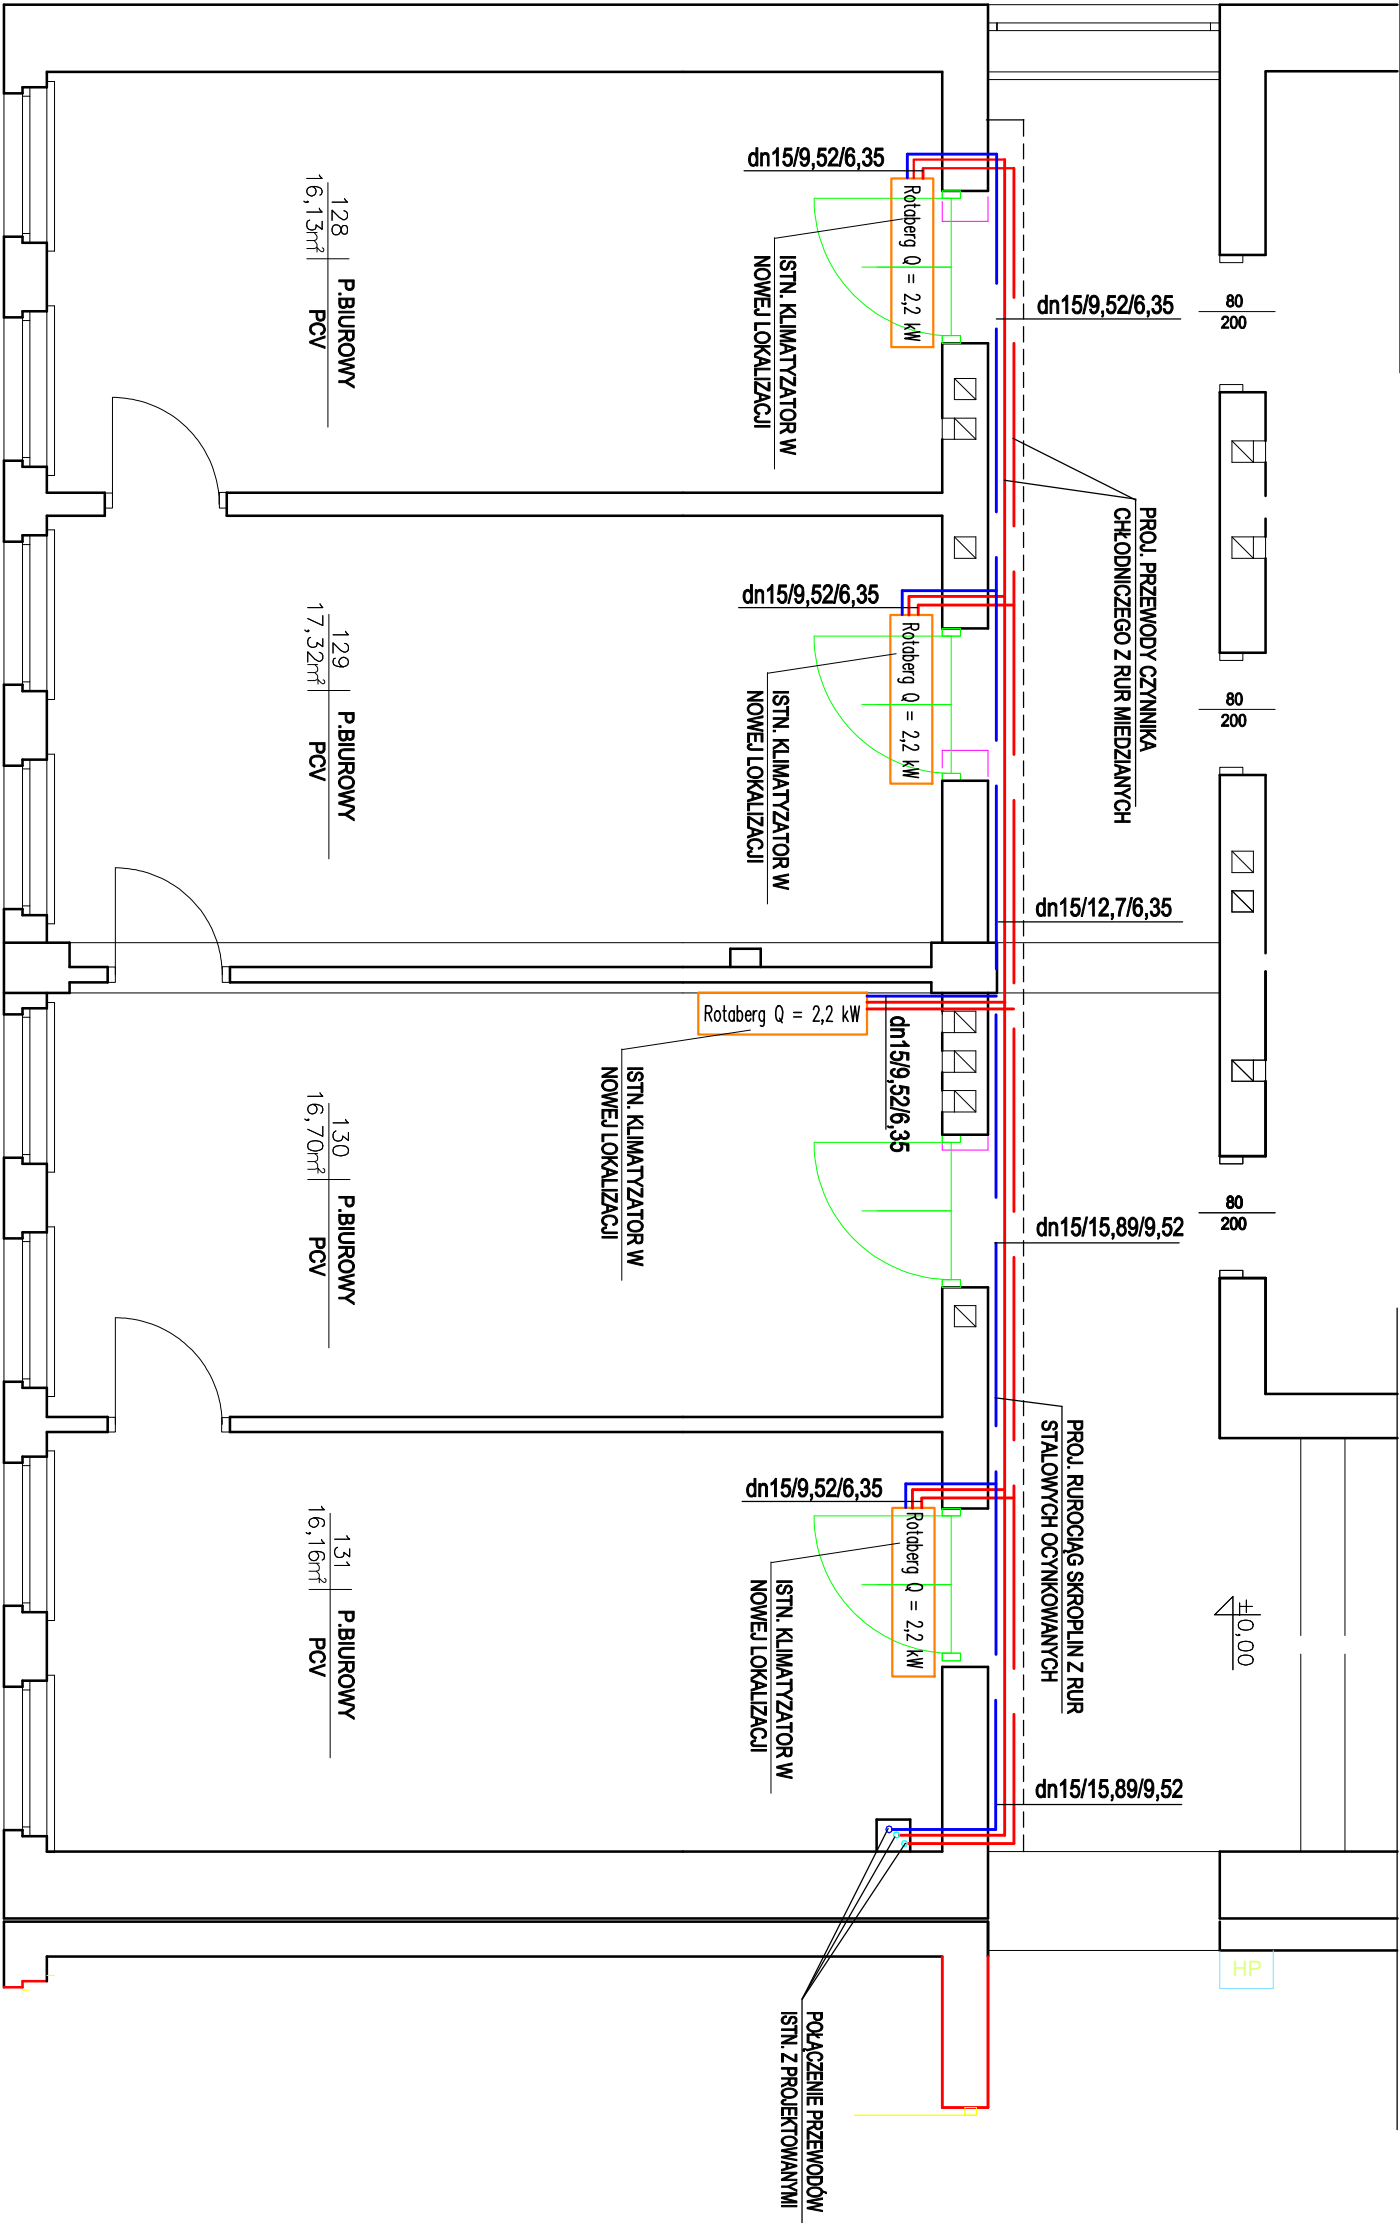 dn15/9,52/6,35
Rotaberg Q = 2,2 kW
ISTN. KLIMATYZATOR W
NOWEJ LOKALIZACJI
128
16,13m²
P.BIUROWY
PCV
dn15/9,52/6,35
80
200
PROJ. PRZEWODY CZYNNIKA
CHŁODNICZEGO Z RUR MIEDZIANYCH
dn15/9,52/6,35
Rotaberg Q = 2,2 kW
ISTN. KLIMATYZATOR W
NOWEJ LOKALIZACJI
129
17,32m²
P.BIUROWY
PCV
80
200
dn15/12,7/6,35
Rotaberg Q = 2,2 kW
dn15/9,52/6,35
ISTN. KLIMATYZATOR W
NOWEJ LOKALIZACJI
130
16,70m²
P.BIUROWY
PCV
80
200
dn15/15,89/9,52
PROJ. RUROCIĄG SKROPLIN Z RUR
STALOWYCH OCYNKOWANYCH
dn15/9,52/6,35
Rotaberg Q = 2,2 kW
ISTN. KLIMATYZATOR W
NOWEJ LOKALIZACJI
131
16,16m²
P.BIUROWY
PCV
±0,00
dn15/15,89/9,52
HP
POŁĄCZENIE PRZEWODÓW
ISTN. Z PROJEKTOWANYMI